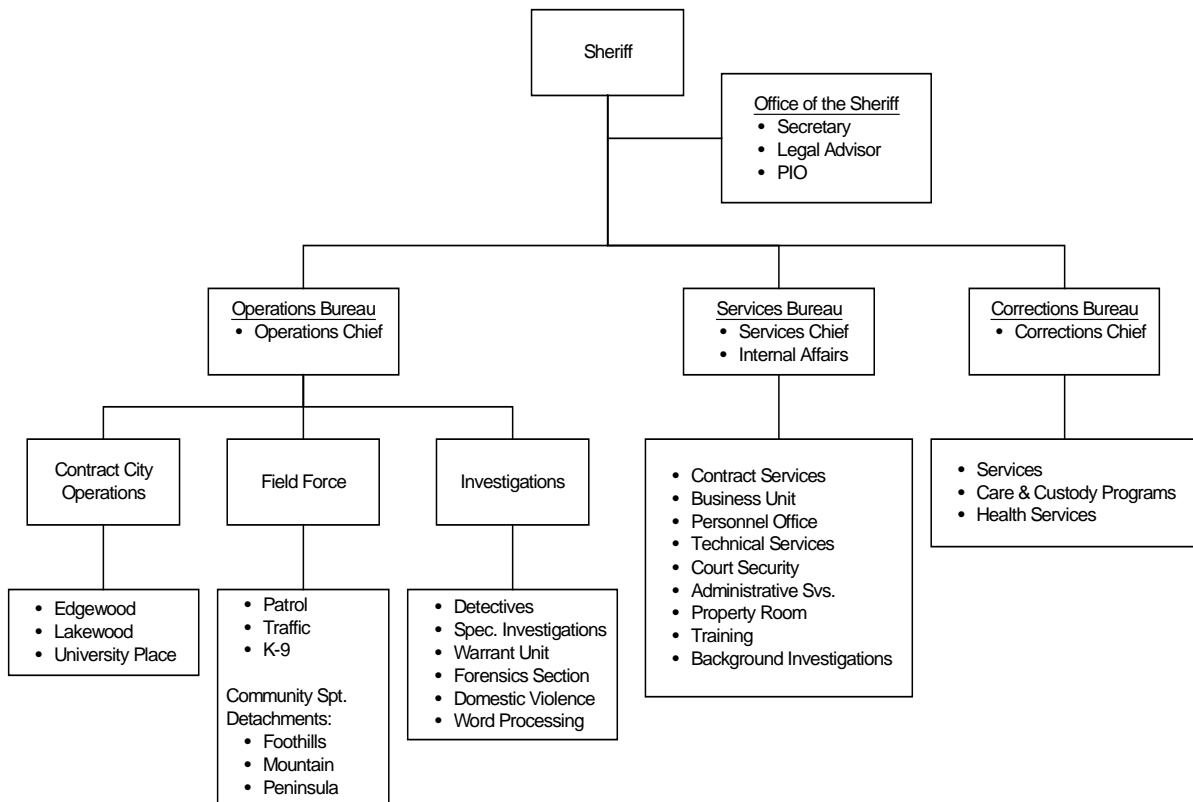 Sheriff
Office of the Sheriff
• Secretary
• Legal Advisor
• PIO
Operations Bureau
• Operations Chief
Services Bureau
• Services Chief
• Internal Affairs
Corrections Bureau
• Corrections Chief
Contract City
Operations
Field Force
Investigations
• Contract Services
• Business Unit
• Personnel Office
• Technical Services
• Court Security
• Administrative Svs.
• Property Room
• Training
• Background Investigations
• Services
• Care & Custody Programs
• Health Services
• Edgewood
• Lakewood
• University Place
• Patrol
• Traffic
• K-9
Community Spt.
Detachments:
• Foothills
• Mountain
• Peninsula
• Detectives
• Spec. Investigations
• Warrant Unit
• Forensics Section
• Domestic Violence
• Word Processing